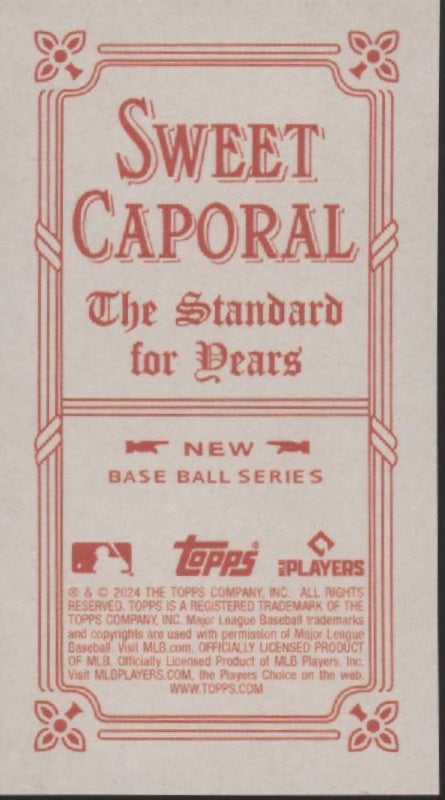 SWEET
CAPORAL
The Standard
for Years
NEW
BASE BALL SERIES
Topps® MLB PLAYERS
® & © 2024 THE TOPPS COMPANY, INC. ALL RIGHTS
RESERVED. TOPPS IS A REGISTERED TRADEMARK OF THE
TOPPS COMPANY, INC. Major League Baseball trademarks
and copyrights are used with permission of Major League
Baseball. Visit MLB.com. OFFICIALLY LICENSED PRODUCT
OF MLB. Officially Licensed Product of MLB Players, Inc.
Visit MLBPLAYERS.COM, the Players Choice on the web.
WWW.TOPPS.COM